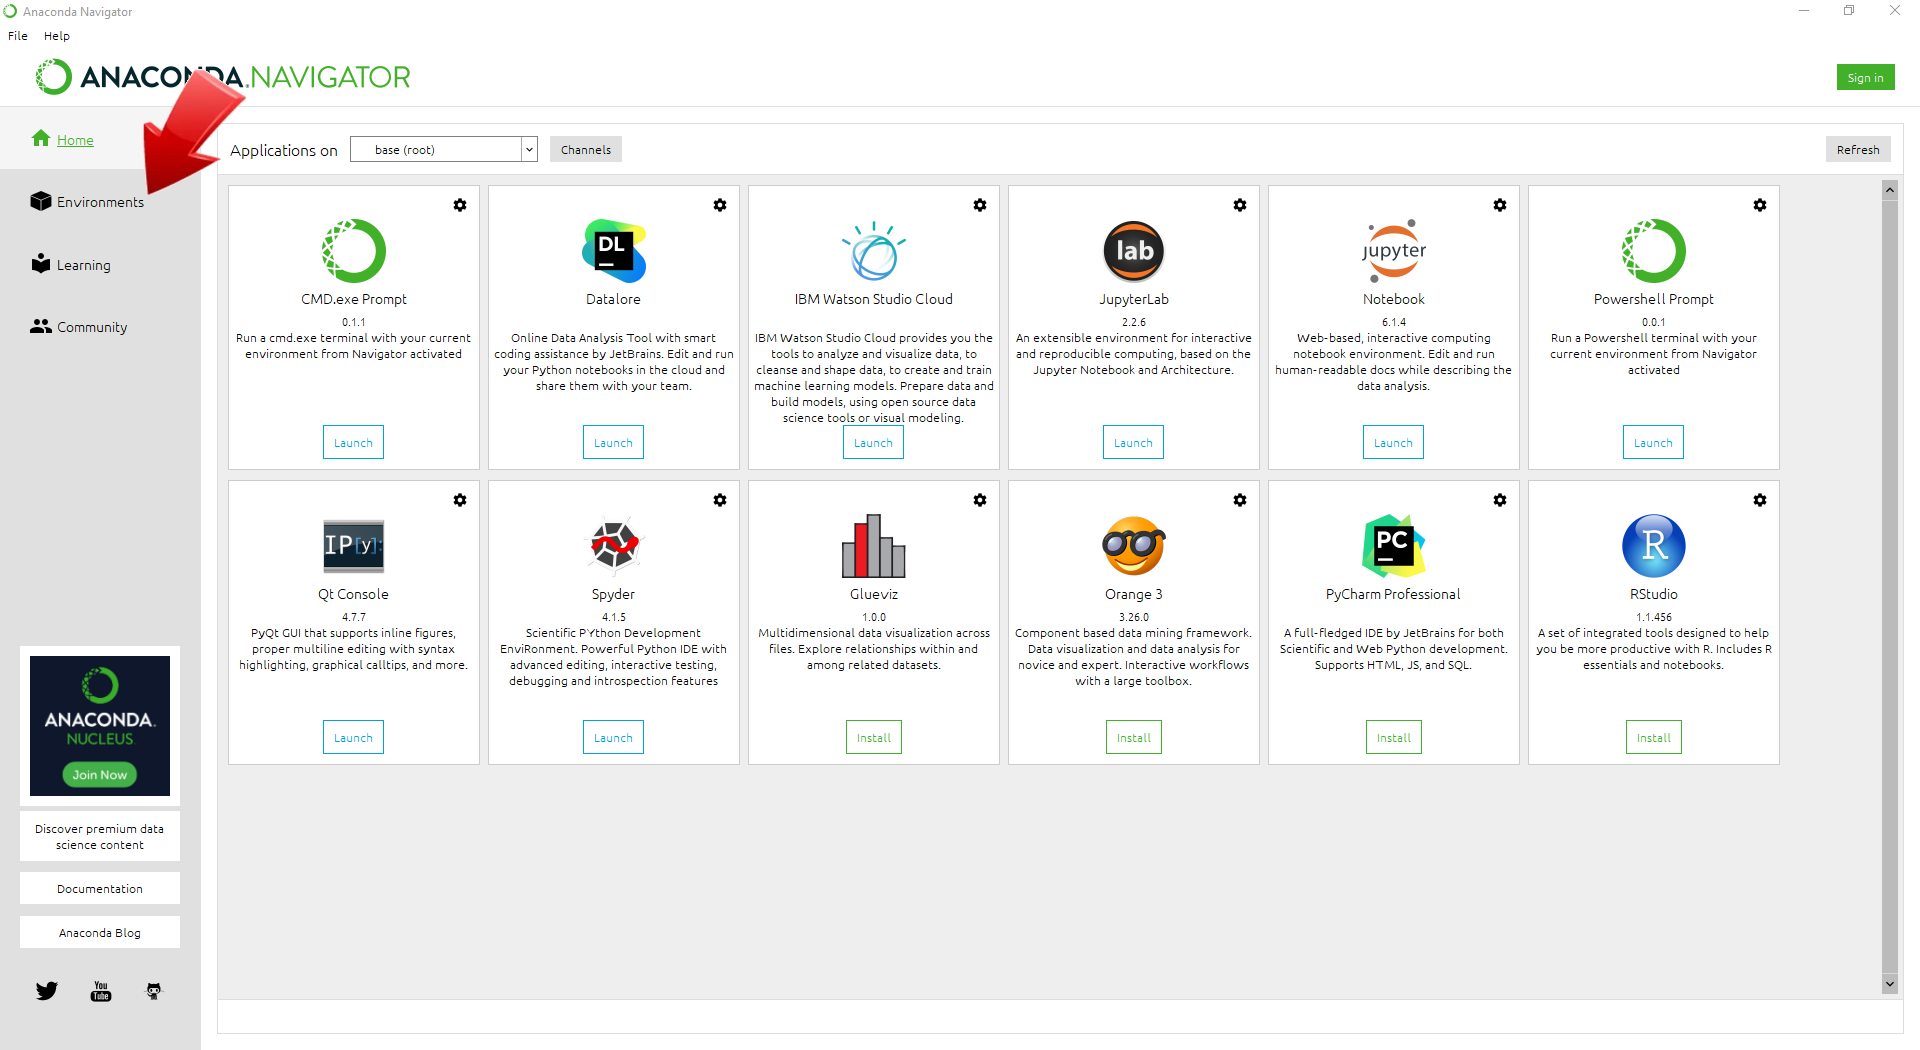 Anaconda Navigator
File Help
ANACONDA.NAVIGATOR
Sign in
Home
Environments
Learning
Community
ANACONDA.
NUCLEUS
Join Now
Discover premium data
science content
Documentation
Anaconda Blog
You
Tube
Applications on base (root) Channels
Refresh
CMD.exe Prompt
0.1.1
Run a cmd.exe terminal with your current
environment from Navigator activated
Launch
DL
Datalore
Online Data Analysis Tool with smart
coding assistance by JetBrains. Edit and run
your Python notebooks in the cloud and
share them with your team.
Launch
IBM Watson Studio Cloud
IBM Watson Studio Cloud provides you the
tools to analyze and visualize data, to
cleanse and shape data, to create and train
machine learning models. Prepare data and
build models, using open source data
science tools or visual modeling.
Launch
lab
JupyterLab
2.2.6
An extensible environment for interactive
and reproducible computing, based on the
Jupyter Notebook and Architecture.
Launch
jupyter
Notebook
6.1.4
Web-based, interactive computing
notebook environment. Edit and run
human-readable docs while describing the
data analysis.
Launch
Powershell Prompt
0.0.1
Run a Powershell terminal with your
current environment from Navigator
activated
Launch
IP[y]:
Qt Console
4.7.7
PyQt GUI that supports inline figures,
proper multiline editing with syntax
highlighting, graphical calltips, and more.
Launch
Spyder
4.1.5
Scientific PYthon Development
EnviRonment. Powerful Python IDE with
advanced editing, interactive testing,
debugging and introspection features
Launch
Glueviz
1.0.0
Multidimensional data visualization across
files. Explore relationships within and
among related datasets.
Install
Orange 3
3.26.0
Component based data mining framework.
Data visualization and data analysis for
novice and expert. Interactive workflows
with a large toolbox.
Install
PC
PyCharm Professional
A full-fledged IDE by JetBrains for both
Scientific and Web Python development.
Supports HTML, JS, and SQL.
Install
R
RStudio
1.1.456
A set of integrated tools designed to help
you be more productive with R. Includes R
essentials and notebooks.
Install